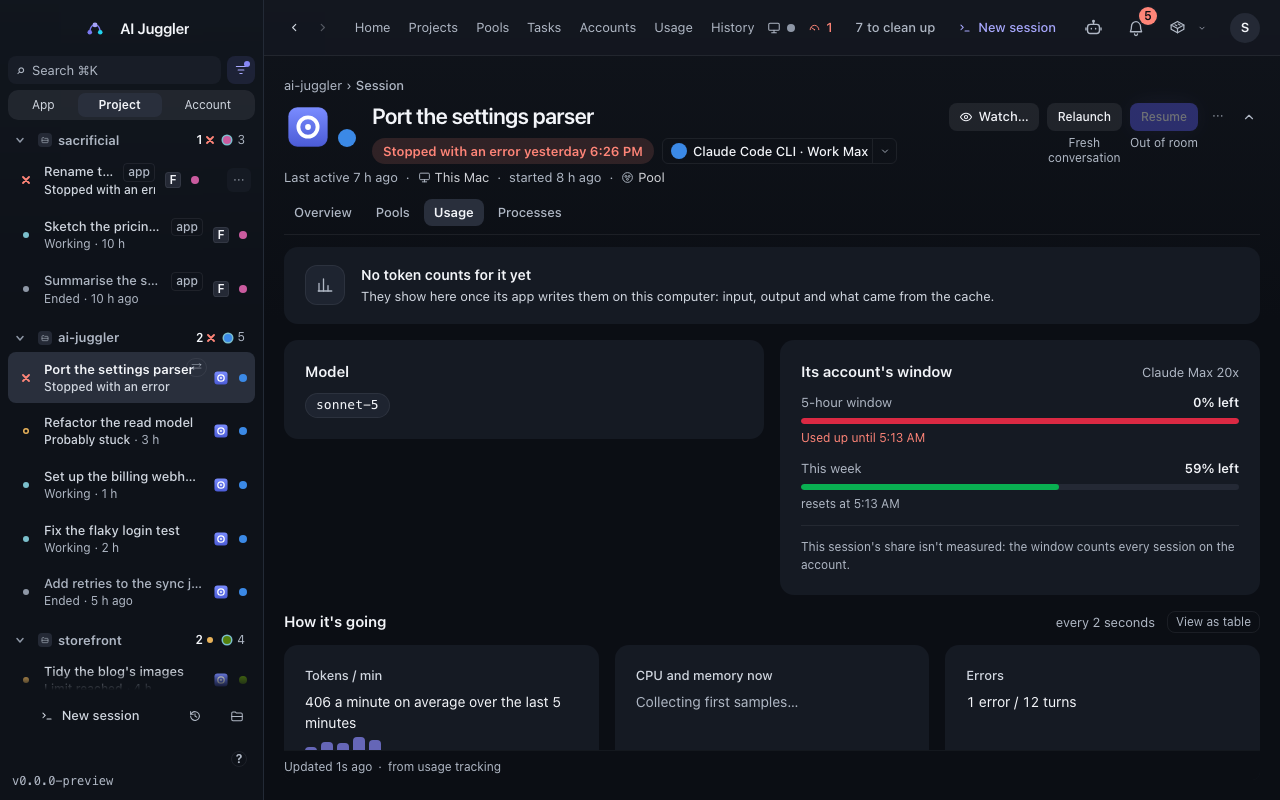 AI Juggler
Search ⌘K
App Project Account
sacrificial 1 3
Rename t... app F
Stopped with an err
Sketch the pricin... app F
Working · 10 h
Summarise the s... app F
Ended · 10 h ago
ai-juggler 2 5
Port the settings parser
Stopped with an error
Refactor the read model
Probably stuck · 3 h
Set up the billing webh...
Working · 1 h
Fix the flaky login test
Working · 2 h
Add retries to the sync j...
Ended · 5 h ago
storefront 2 4
Tidy the blog's images
New session
?
v0.0.0-preview
Home Projects Pools Tasks Accounts Usage History 1 7 to clean up New session 5 S
ai-juggler › Session
Port the settings parser
Stopped with an error yesterday 6:26 PM Claude Code CLI · Work Max
Last active 7 h ago · This Mac · started 8 h ago · Pool
Watch... Relaunch Resume ...
Fresh conversation Out of room
Overview Pools Usage Processes
No token counts for it yet
They show here once its app writes them on this computer: input, output and what came from the cache.
Model
sonnet-5
Its account's window Claude Max 20x
5-hour window 0% left
Used up until 5:13 AM
This week 59% left
resets at 5:13 AM
This session's share isn't measured: the window counts every session on the
account.
How it's going every 2 seconds View as table
Tokens / min
406 a minute on average over the last 5
minutes
CPU and memory now
Collecting first samples...
Errors
1 error / 12 turns
Updated 1s ago · from usage tracking